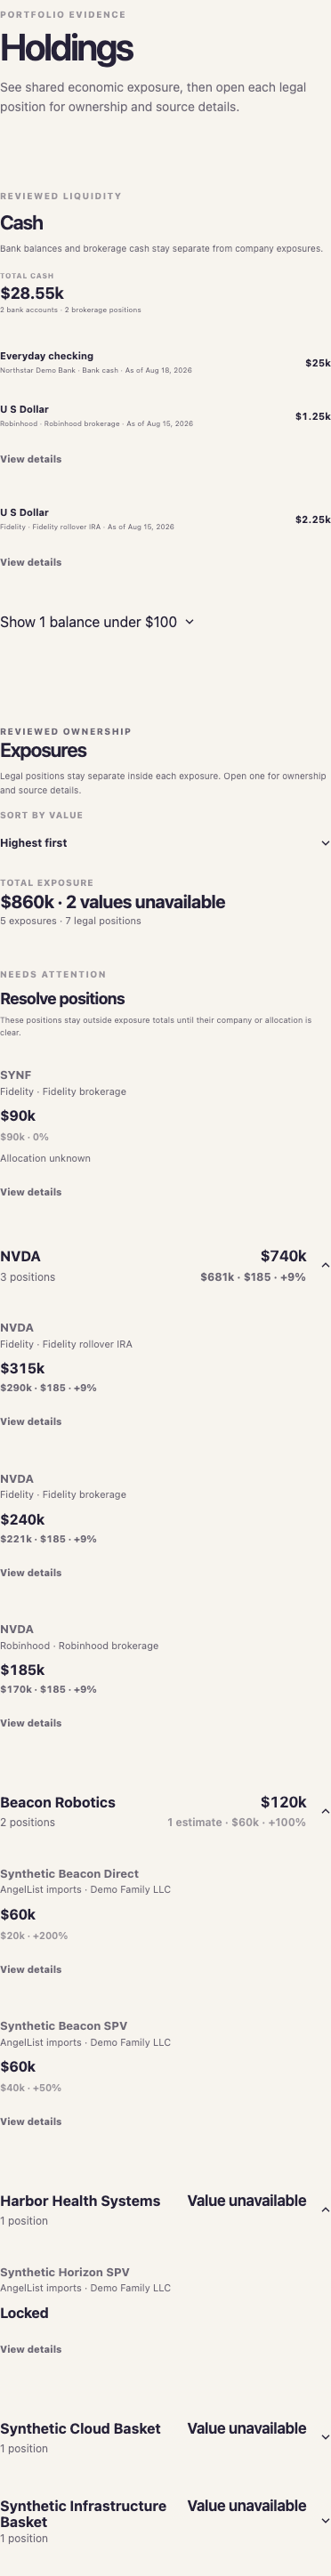 PORTFOLIO EVIDENCE
Holdings
See shared economic exposure, then open each legal
position for ownership and source details.
REVIEWED LIQUIDITY
Cash
Bank balances and brokerage cash stay separate from company exposures.
TOTAL CASH
$28.55k
2 bank accounts · 2 brokerage positions
Everyday checking
$25k
Northstar Demo Bank · Bank cash · As of Aug 18, 2026
U S Dollar
$1.25k
Robinhood · Robinhood brokerage · As of Aug 15, 2026
View details
U S Dollar
$2.25k
Fidelity · Fidelity rollover IRA · As of Aug 15, 2026
View details
Show 1 balance under $100
REVIEWED OWNERSHIP
Exposures
Legal positions stay separate inside each exposure. Open one for ownership
and source details.
SORT BY VALUE
Highest first
TOTAL EXPOSURE
$860k · 2 values unavailable
5 exposures · 7 legal positions
NEEDS ATTENTION
Resolve positions
These positions stay outside exposure totals until their company or allocation is
clear.
SYNF
Fidelity · Fidelity brokerage
$90k
$90k · 0%
Allocation unknown
View details
NVDA $740k
3 positions $681k · $185 · +9%
NVDA
Fidelity · Fidelity rollover IRA
$315k
$290k · $185 · +9%
View details
NVDA
Fidelity · Fidelity brokerage
$240k
$221k · $185 · +9%
View details
NVDA
Robinhood · Robinhood brokerage
$185k
$170k · $185 · +9%
View details
Beacon Robotics $120k
2 positions 1 estimate · $60k · +100%
Synthetic Beacon Direct
AngelList imports · Demo Family LLC
$60k
$20k · +200%
View details
Synthetic Beacon SPV
AngelList imports · Demo Family LLC
$60k
$40k · +50%
View details
Harbor Health Systems Value unavailable
1 position
Synthetic Horizon SPV
AngelList imports · Demo Family LLC
Locked
View details
Synthetic Cloud Basket Value unavailable
1 position
Synthetic Infrastructure Value unavailable
Basket
1 position